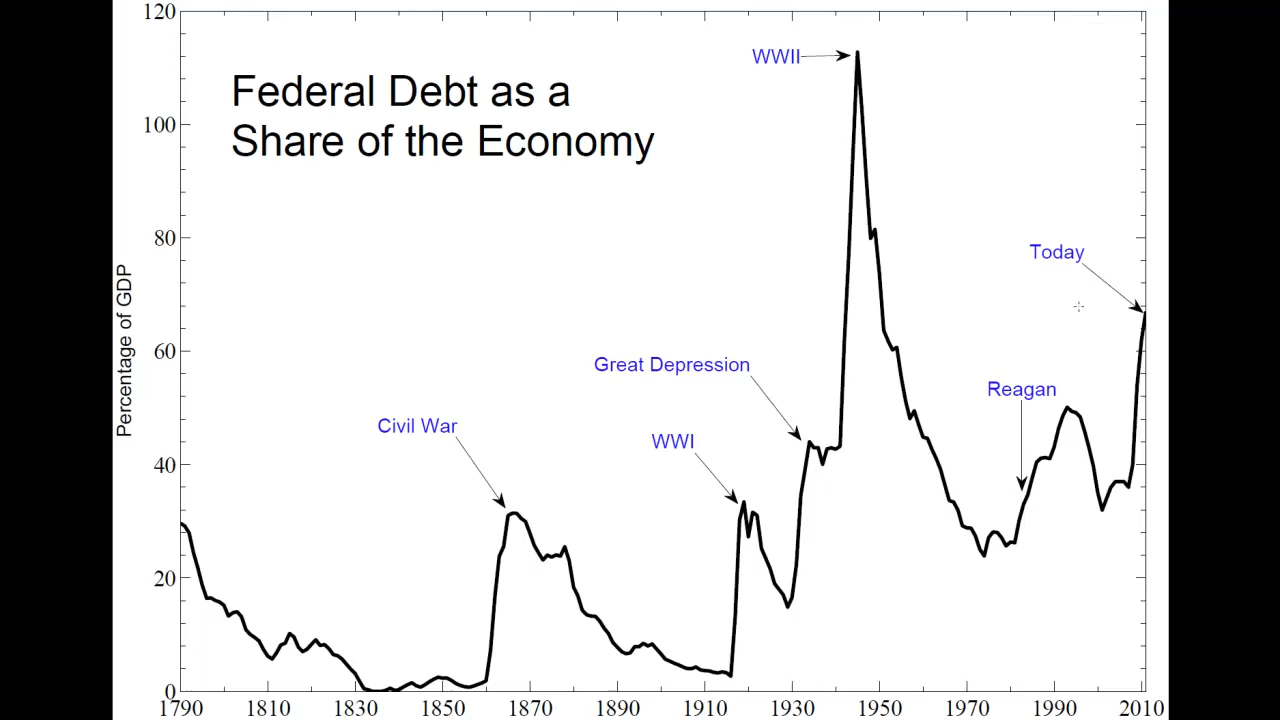 120
WWII
Federal Debt as a
Share of the Economy
100
80
Today
Percentage of GDP
60
Great Depression
Reagan
Civil War
WWI
40
20
0
1790 1810 1830 1850 1870 1890 1910 1930 1950 1970 1990 2010